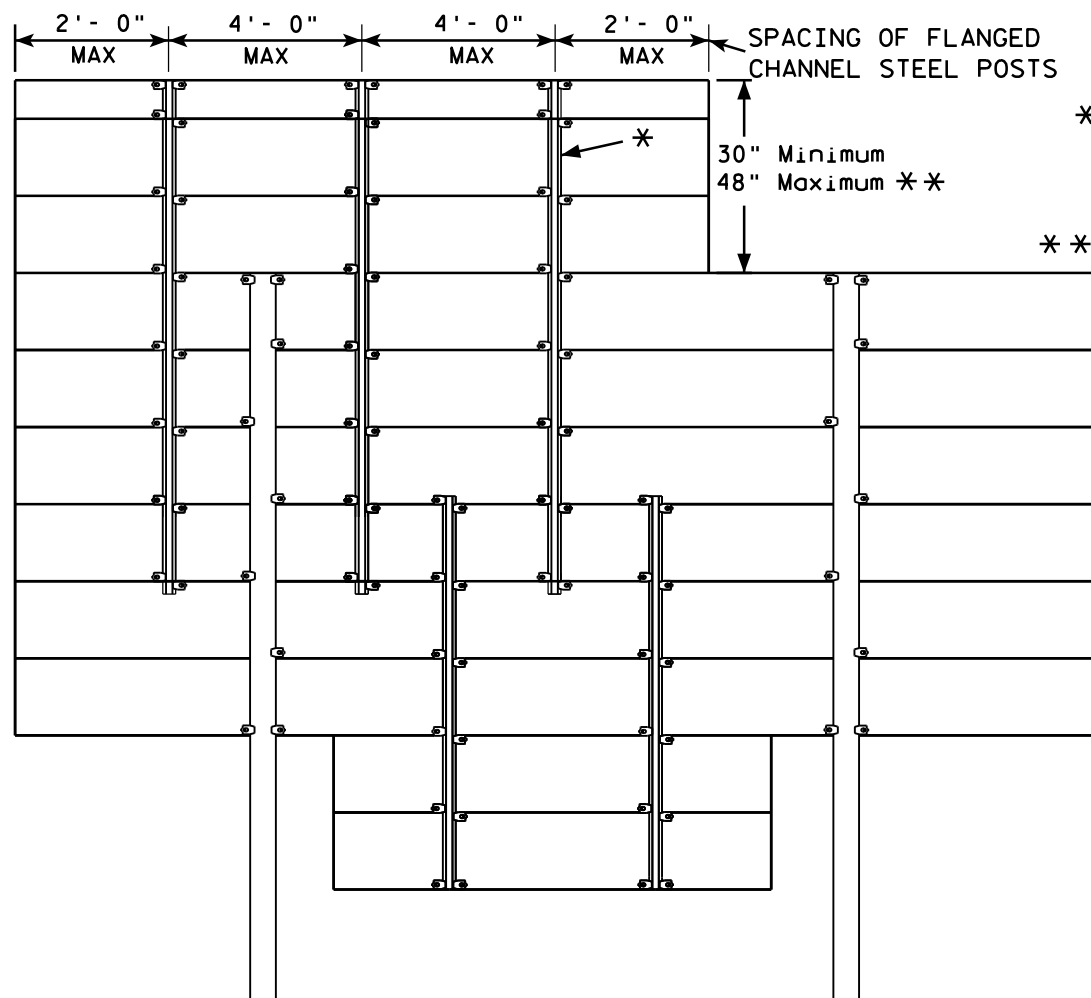 2'- 0" 4'- 0" 4'- 0" 2'- 0"
MAX MAX MAX MAX
SPACING OF FLANGED
CHANNEL STEEL POSTS
*
*
30" Minimum
48" Maximum **
**